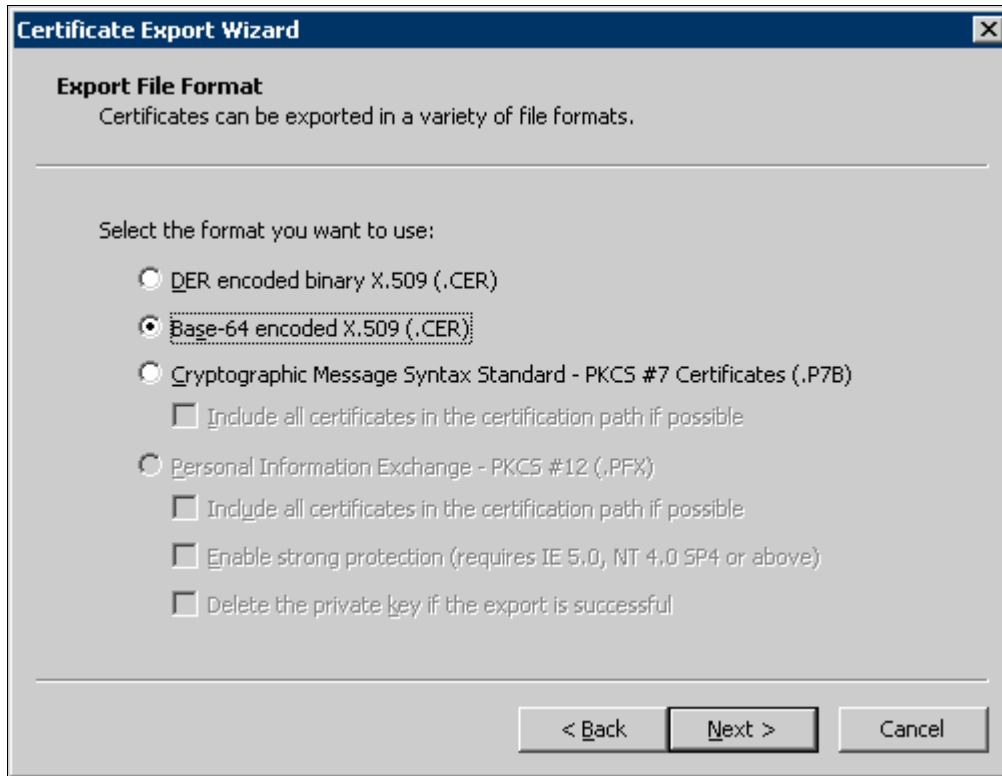 Certificate Export Wizard
Export File Format
Certificates can be exported in a variety of file formats.
Select the format you want to use:
DER encoded binary X.509 (.CER)
Base-64 encoded X.509 (.CER)
Cryptographic Message Syntax Standard - PKCS #7 Certificates (.P7B)
Include all certificates in the certification path if possible
Personal Information Exchange - PKCS #12 (.PFX)
Include all certificates in the certification path if possible
Enable strong protection (requires IE 5.0, NT 4.0 SP4 or above)
Delete the private key if the export is successful
< Back Next > Cancel